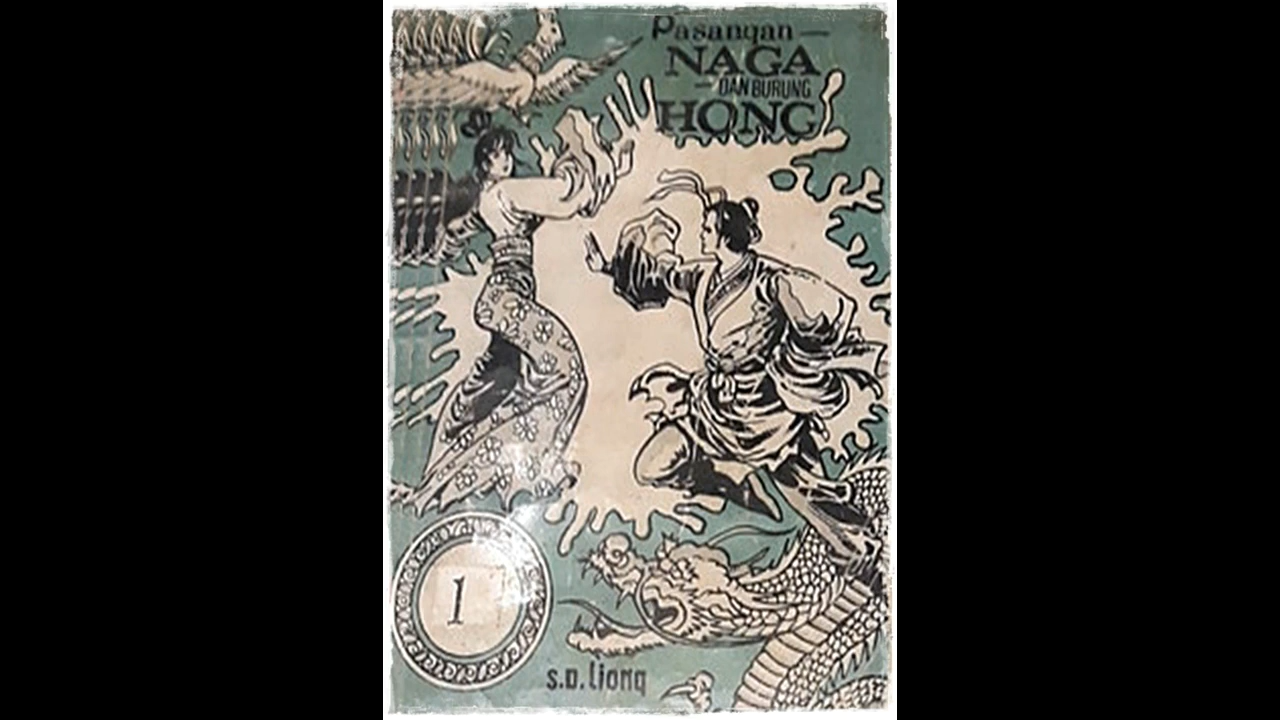 Pasangan —
NAGA
— DAN BURUNG
HONG
1
S.D. Liong